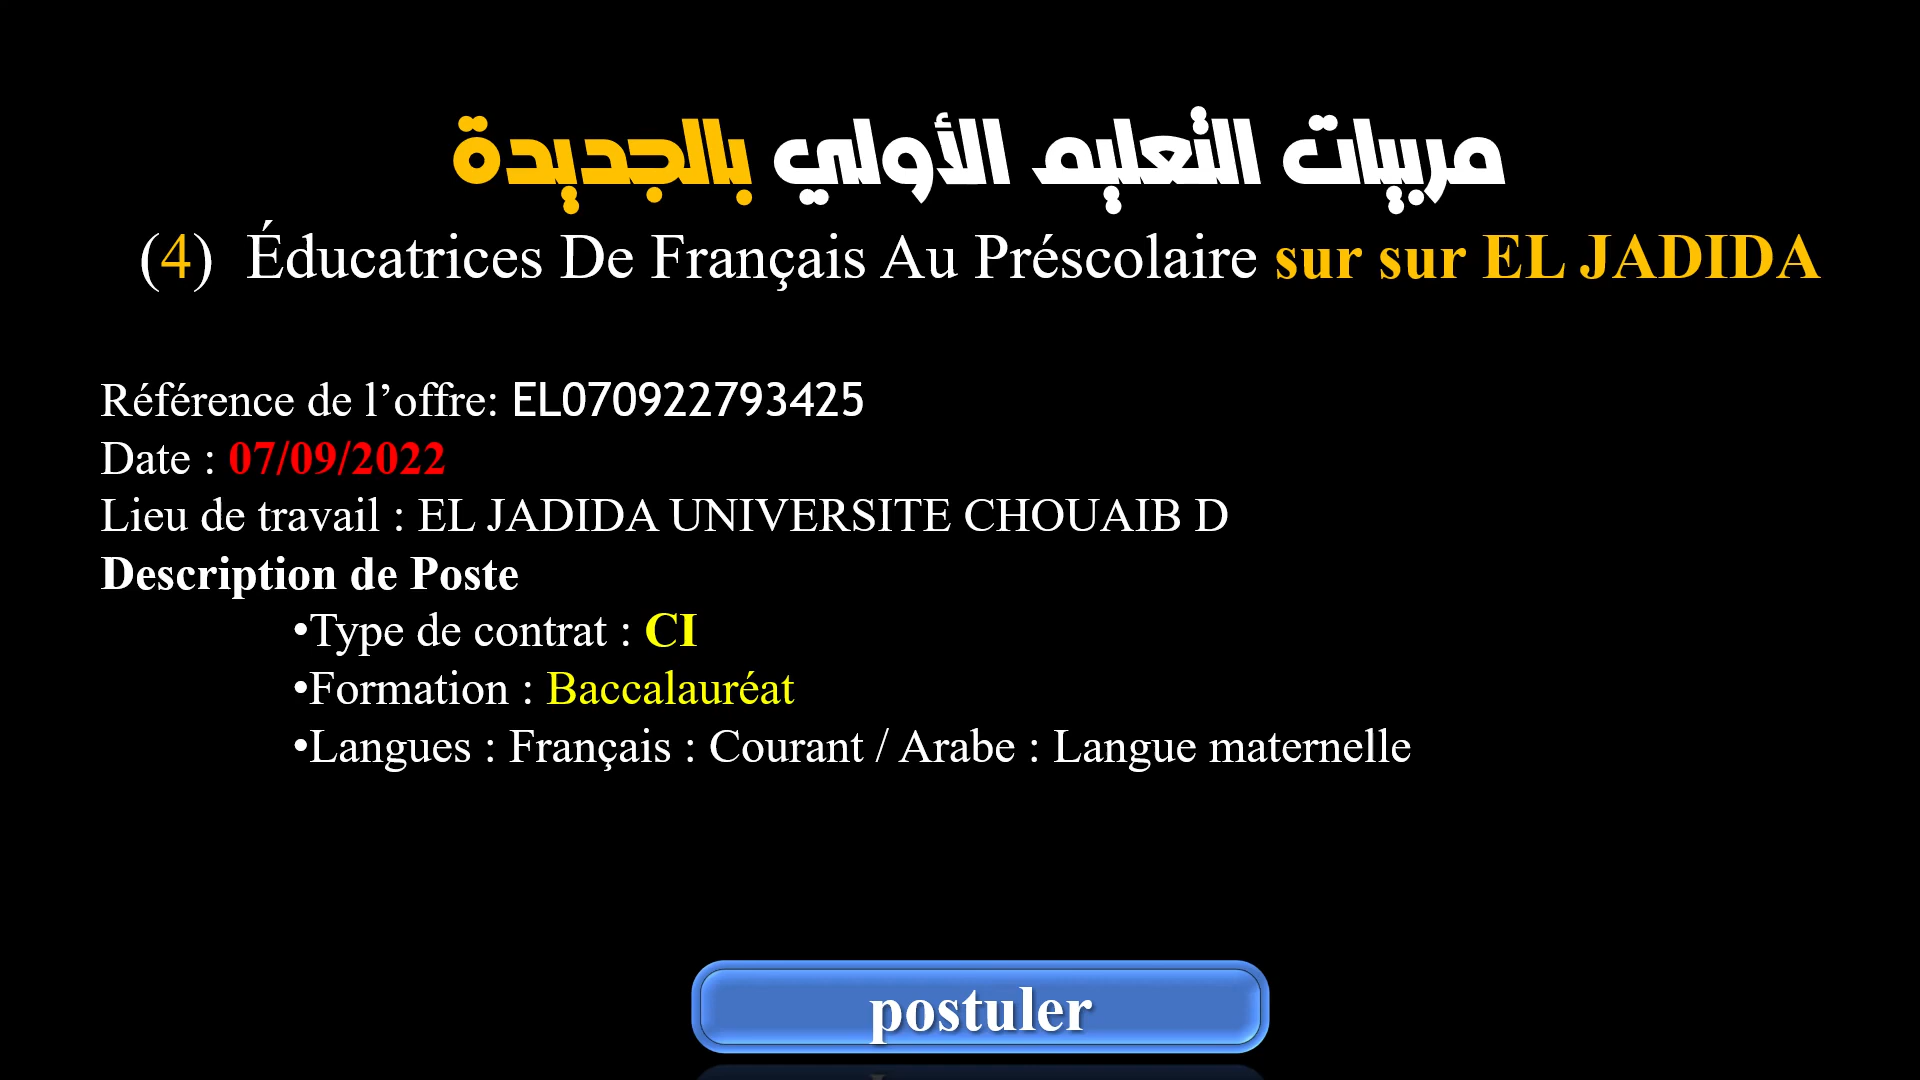 مربيات التعليم الأولي بالجديدة
(4) Éducatrices De Français Au Préscolaire sur sur EL JADIDA
Référence de l’offre: EL070922793425
Date : 07/09/2022
Lieu de travail : EL JADIDA UNIVERSITE CHOUAIB D
Description de Poste
•Type de contrat : CI
•Formation : Baccalauréat
•Langues : Français : Courant / Arabe : Langue maternelle
postuler